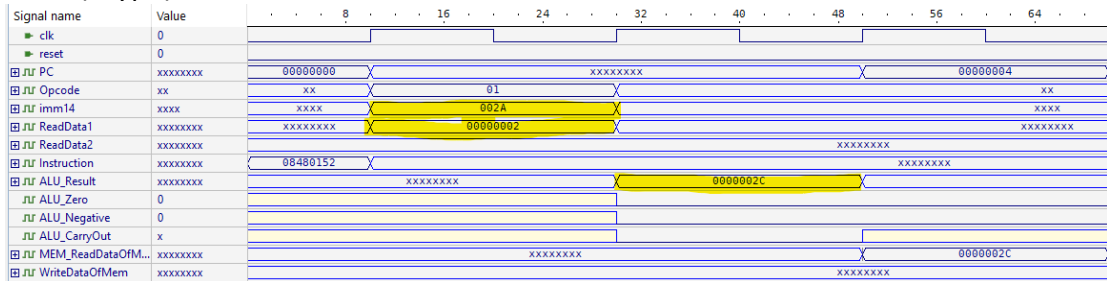 Signal name Value 8 16 24 32 40 48 56 64
clk 0
reset 0
PC xxxxxxxx 00000000 xxxxxxxx 00000004
Opcode xx xx 01 xx
imm14 xxxx xxxx 002A xxxx
ReadData1 xxxxxxxx xxxxxxxx 00000002 xxxxxxxx
ReadData2 xxxxxxxx xxxxxxxx
Instruction xxxxxxxx 08480152 xxxxxxxx
ALU_Result xxxxxxxx xxxxxxxx 0000002C
ALU_Zero 0
ALU_Negative 0
ALU_CarryOut x
MEM_ReadDataOfM... xxxxxxxx xxxxxxxx 0000002C
WriteDataOfMem xxxxxxxx xxxxxxxx